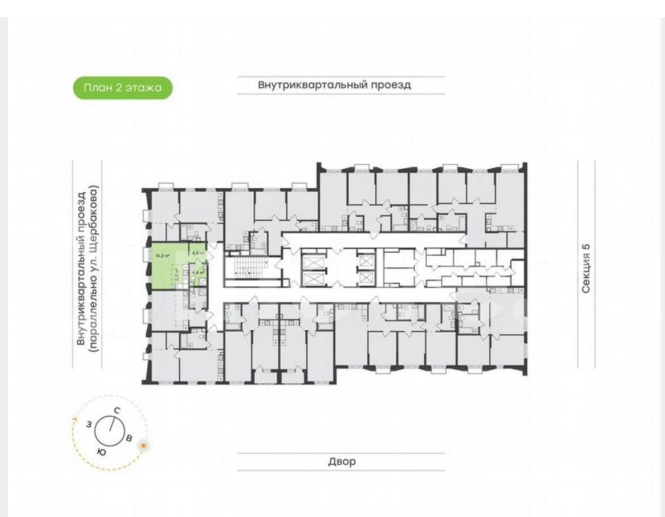 План 2 этажа
Внутриквартальный проезд
Внутриквартальный проезд
(параллельно ул. Щербакова)
Секция 5
С
З
В
Ю
Двор